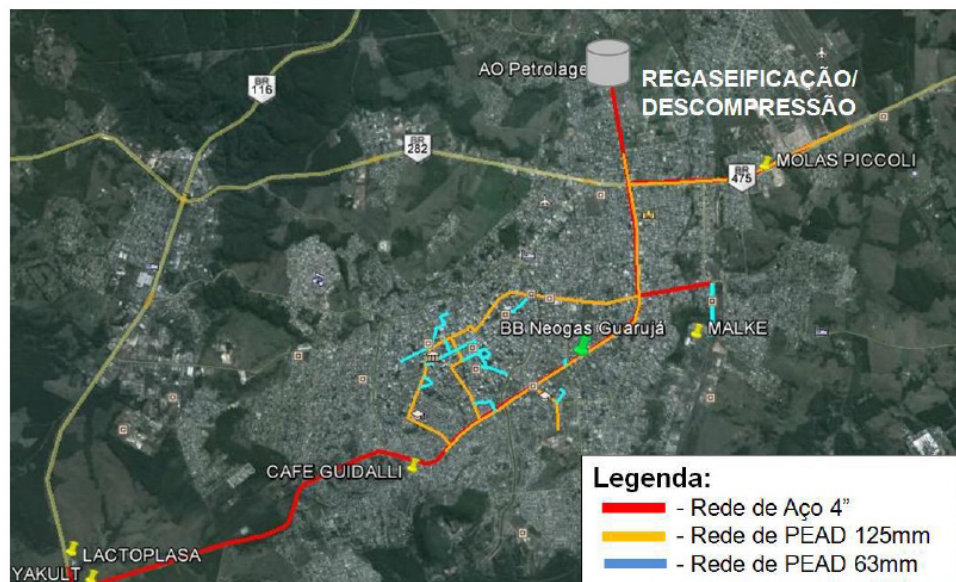 AO Petrolage
REGASEIFICAÇÃO/
DESCOMPRESSÃO
BR
116
BR
282
BR
475
MOLAS PICCOLI
BB Neogas Guarujá
MALKE
CAFE GUIDALLI
LACTOPLASA
YAKULT
Legenda:
- Rede de Aço 4”
- Rede de PEAD 125mm
- Rede de PEAD 63mm